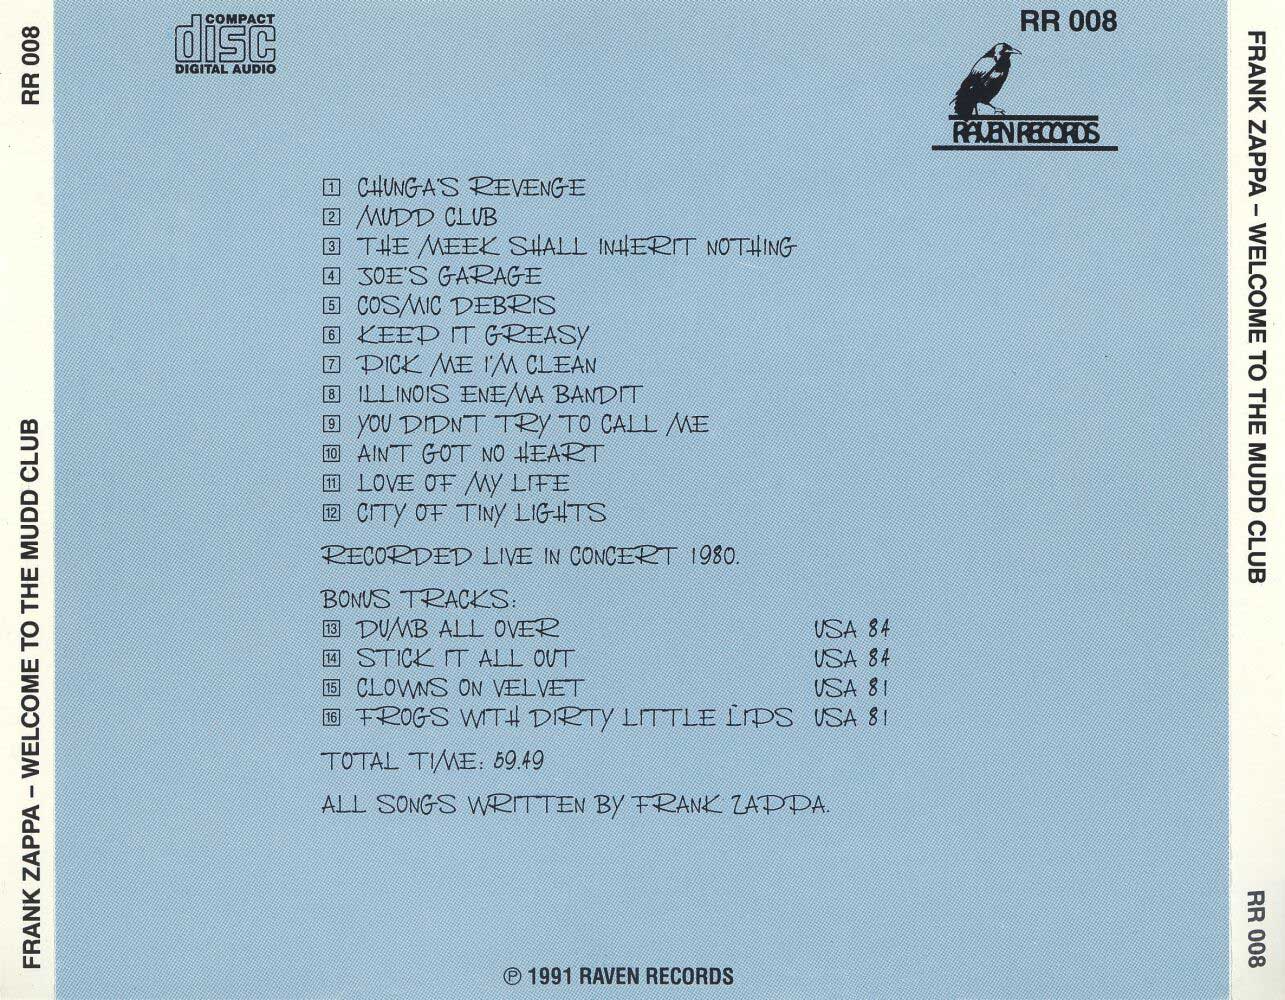 COMPACT
disc
DIGITAL AUDIO
RR 008
RAVEN RECORDS
1 CHUNGA'S REVENGE
2 MUDD CLUB
3 THE MEEK SHALL INHERIT NOTHING
4 JOE'S GARAGE
5 COSMIC DEBRIS
6 KEEP IT GREASY
7 PICK ME I'M CLEAN
8 ILLINOIS ENEMA BANDIT
9 YOU DIDN'T TRY TO CALL ME
10 AIN'T GOT NO HEART
11 LOVE OF MY LIFE
12 CITY OF TINY LIGHTS
RECORDED LIVE IN CONCERT 1980.
BONUS TRACKS:
13 DUMB ALL OVER USA 84
14 STICK IT ALL OUT USA 84
15 CLOWNS ON VELVET USA 81
16 FROGS WITH DIRTY LITTLE LIPS USA 81
TOTAL TIME: 59.49
ALL SONGS WRITTEN BY FRANK ZAPPA.
℗ 1991 RAVEN RECORDS
FRANK ZAPPA – WELCOME TO THE MUDD CLUB RR 008
FRANK ZAPPA – WELCOME TO THE MUDD CLUB RR 008